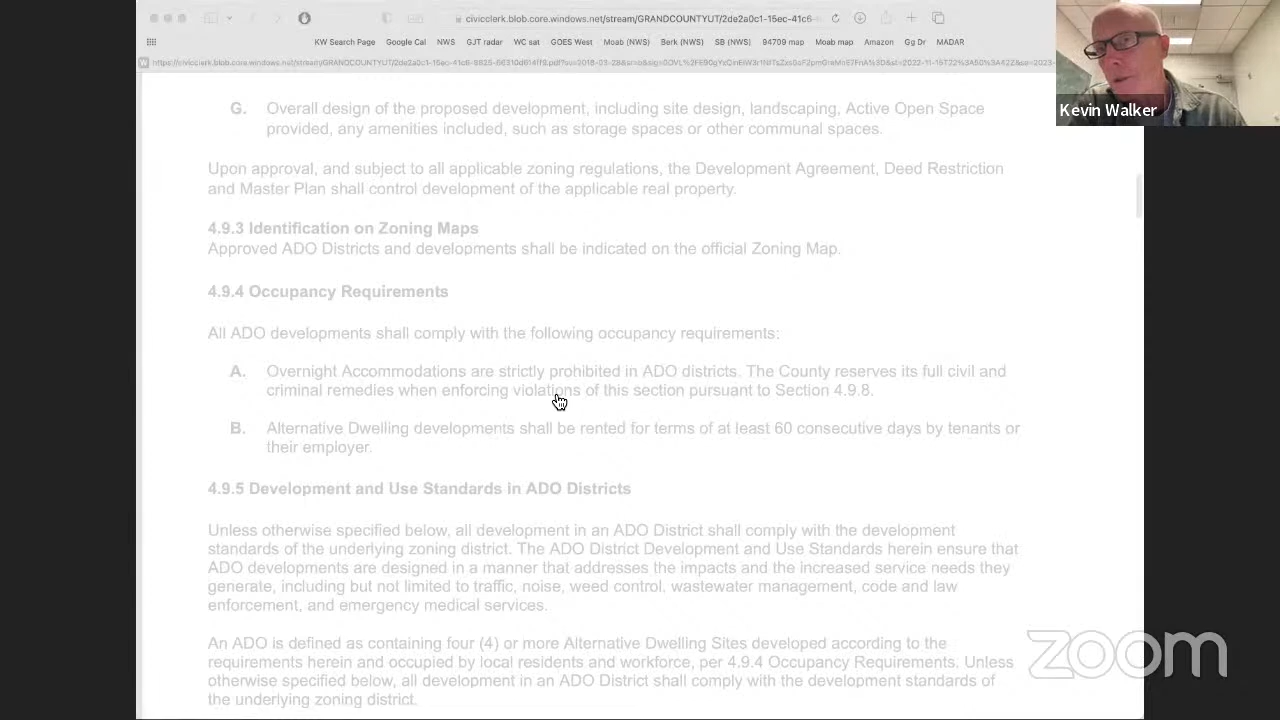 civicclerk.blob.core.windows.net/stream/GRANDCOUNTYUT/2de2a0c1-15ec-41c6-
KW Search Page Google Cal NWS GJT radar WC sat GOES West Moab (NWS) Berk (NWS) SB (NWS) 94709 map Moab map Amazon Gg Dr MADAR
G. Overall design of the proposed development, including site design, landscaping, Active Open Space
provided, any amenities included, such as storage spaces or other communal spaces.
Upon approval, and subject to all applicable zoning regulations, the Development Agreement, Deed Restriction
and Master Plan shall control development of the applicable real property.
4.9.3 Identification on Zoning Maps
Approved ADO Districts and developments shall be indicated on the official Zoning Map.
4.9.4 Occupancy Requirements
All ADO developments shall comply with the following occupancy requirements:
A. Overnight Accommodations are strictly prohibited in ADO districts. The County reserves its full civil and
criminal remedies when enforcing violations of this section pursuant to Section 4.9.8.
B. Alternative Dwelling developments shall be rented for terms of at least 60 consecutive days by tenants or
their employer.
4.9.5 Development and Use Standards in ADO Districts
Unless otherwise specified below, all development in an ADO District shall comply with the development
standards of the underlying zoning district. The ADO District Development and Use Standards herein ensure that
ADO developments are designed in a manner that addresses the impacts and the increased service needs they
generate, including but not limited to traffic, noise, weed control, wastewater management, code and law
enforcement, and emergency medical services.
An ADO is defined as containing four (4) or more Alternative Dwelling Sites developed according to the
requirements herein and occupied by local residents and workforce, per 4.9.4 Occupancy Requirements. Unless
otherwise specified below, all development in an ADO District shall comply with the development standards of
the underlying zoning district.
Kevin Walker
zoom